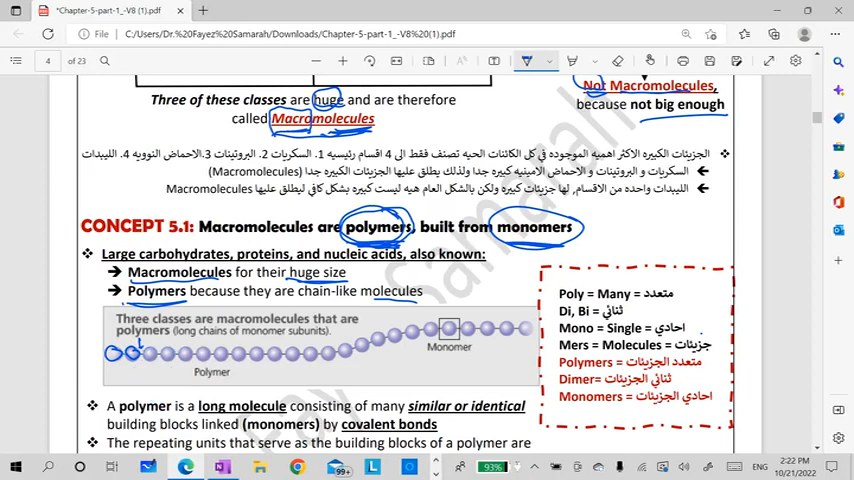 *Chapter-5-part-1_-V8 (1).pdf
File
C:/Users/Dr.%20Fayez%20Samarah/Downloads/Chapter-5-part-1_-V8%20(1).pdf
4 of 23
Three of these classes are huge and are therefore
called Macromolecules
Not Macromolecules,
because not big enough
الجزيئات الكبيره الاكثر اهميه الموجوده في كل الكائنات الحيه تصنف فقط الى 4 اقسام رئيسيه 1. السكريات 2. البروتينات 3.الاحماض النوويه 4. الليبدات
السكريات و البروتينات و الاحماض الامينيه كبيره جدا ولذلك يطلق عليها الجزيئات الكبيره جدا (Macromolecules)
الليبدات واحده من الاقسام, لها جزيئات كبيره ولكن بالشكل العام هيه ليست كبيره بشكل كافي ليطلق عليها Macromolecules
CONCEPT 5.1: Macromolecules are polymers, built from monomers
Large carbohydrates, proteins, and nucleic acids, also known:
Macromolecules for their huge size
Polymers because they are chain-like molecules
Three classes are macromolecules that are
polymers (long chains of monomer subunits).
Monomer
Polymer
Poly = Many = متعدد
Di, Bi = ثنائي
Mono = Single = احادي
Mers = Molecules = جزيئات
Polymers = متعدد الجزيئات
Dimer= ثنائي الجزيئات
Monomers = احادي الجزيئات
A polymer is a long molecule consisting of many similar or identical
building blocks linked (monomers) by covalent bonds
The repeating units that serve as the building blocks of a polymer are
Samarah
99+
93%
ENG
2:22 PM
10/21/2022